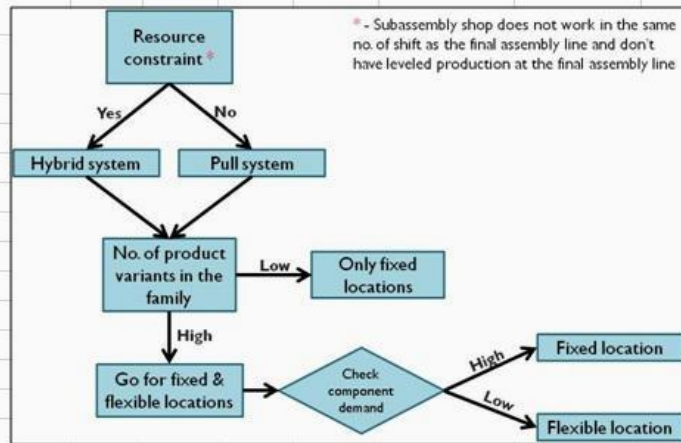 Resource
constraint *
* - Subassembly shop does not work in the same
no. of shift as the final assembly line and don't
have leveled production at the final assembly line
Yes
No
Hybrid system
Pull system
No. of product
variants in the
family
Low
Only fixed
locations
High
Go for fixed &
flexible locations
Check
component
demand
High
Fixed location
Low
Flexible location